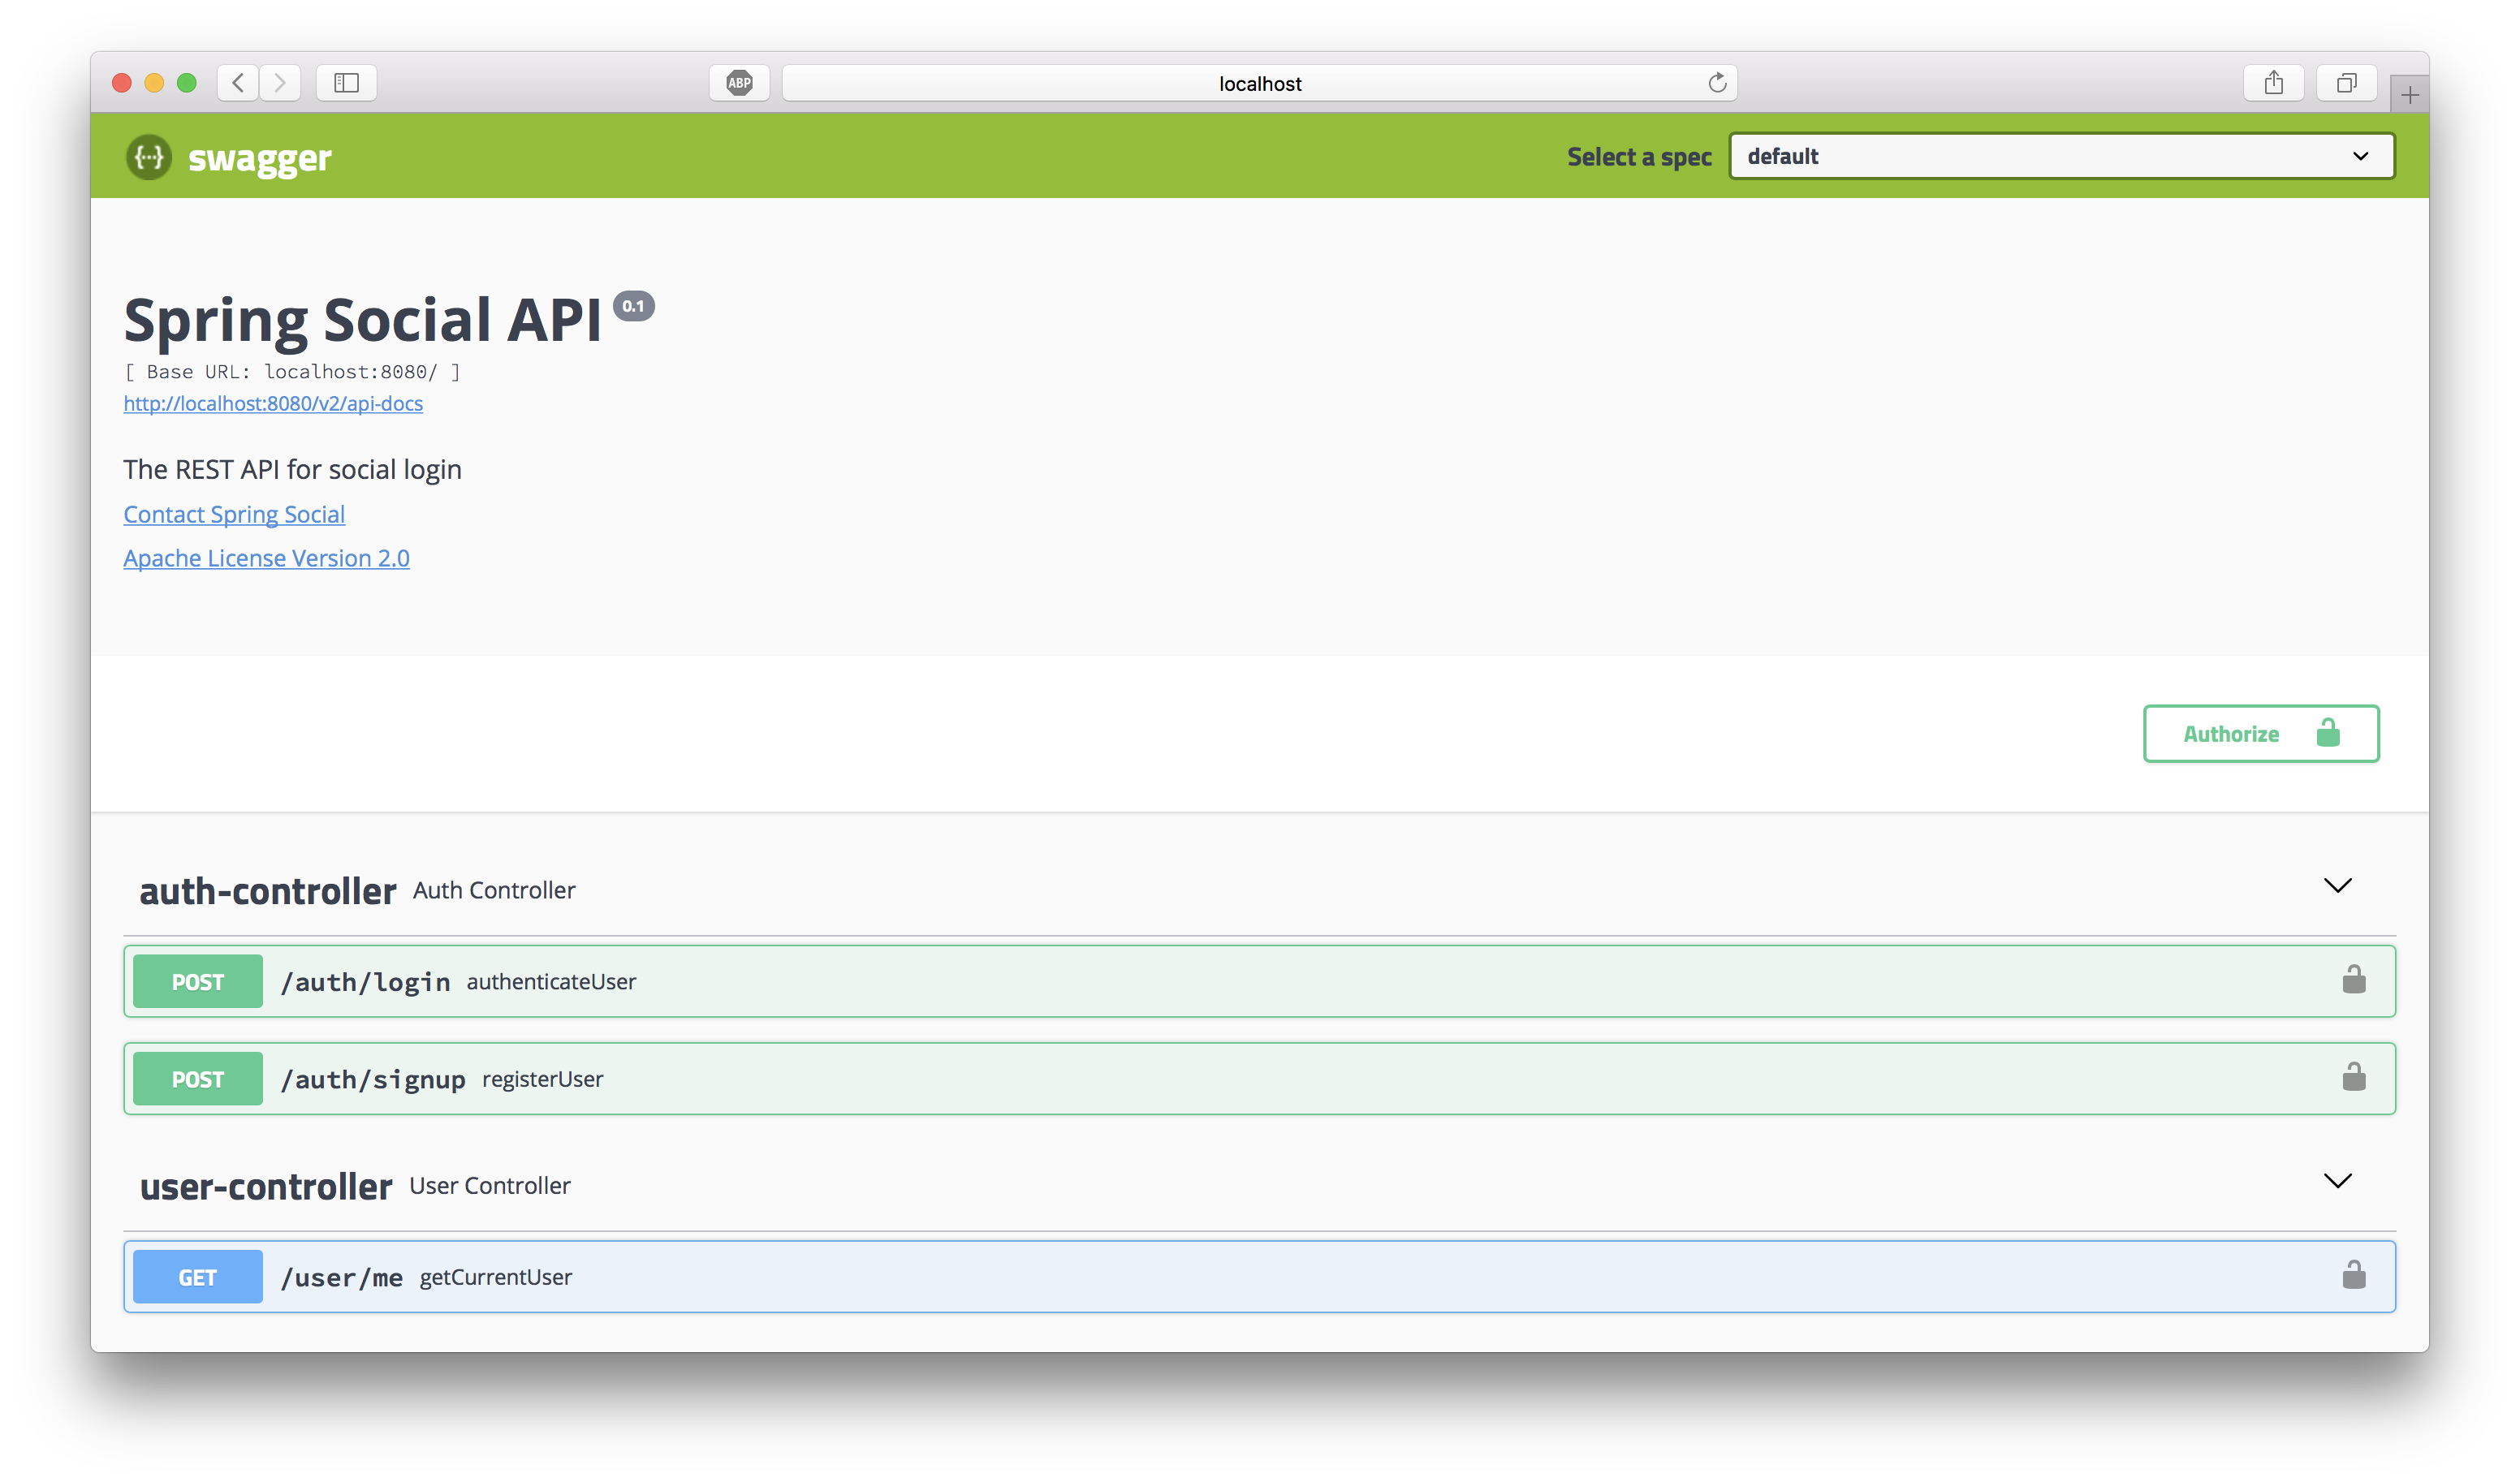 ABP
localhost
{···} swagger
Select a spec
default
Spring Social API 0.1
[ Base URL: localhost:8080/ ]
http://localhost:8080/v2/api-docs
The REST API for social login
Contact Spring Social
Apache License Version 2.0
Authorize
auth-controller Auth Controller
POST /auth/login authenticateUser
POST /auth/signup registerUser
user-controller User Controller
GET /user/me getCurrentUser